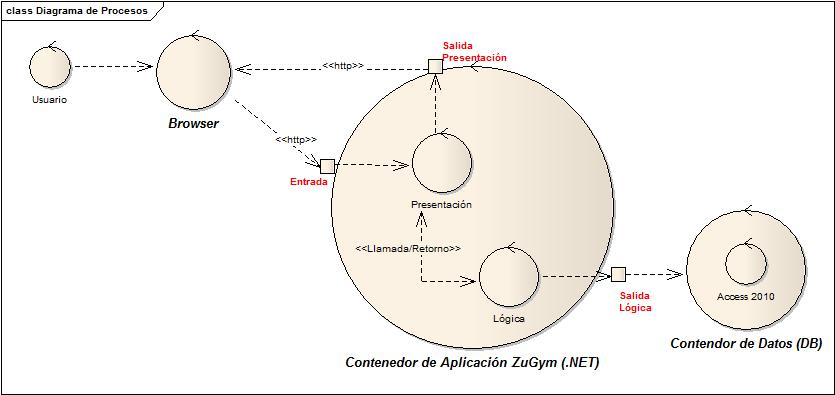 class Diagrama de Procesos
Salida
Presentación
<<http>>
Usuario
Browser
<<http>>
Entrada
Presentación
<<Llamada/Retorno>>
Salida
Lógica
Lógica
Access 2010
Contendor de Datos (DB)
Contenedor de Aplicación ZuGym (.NET)